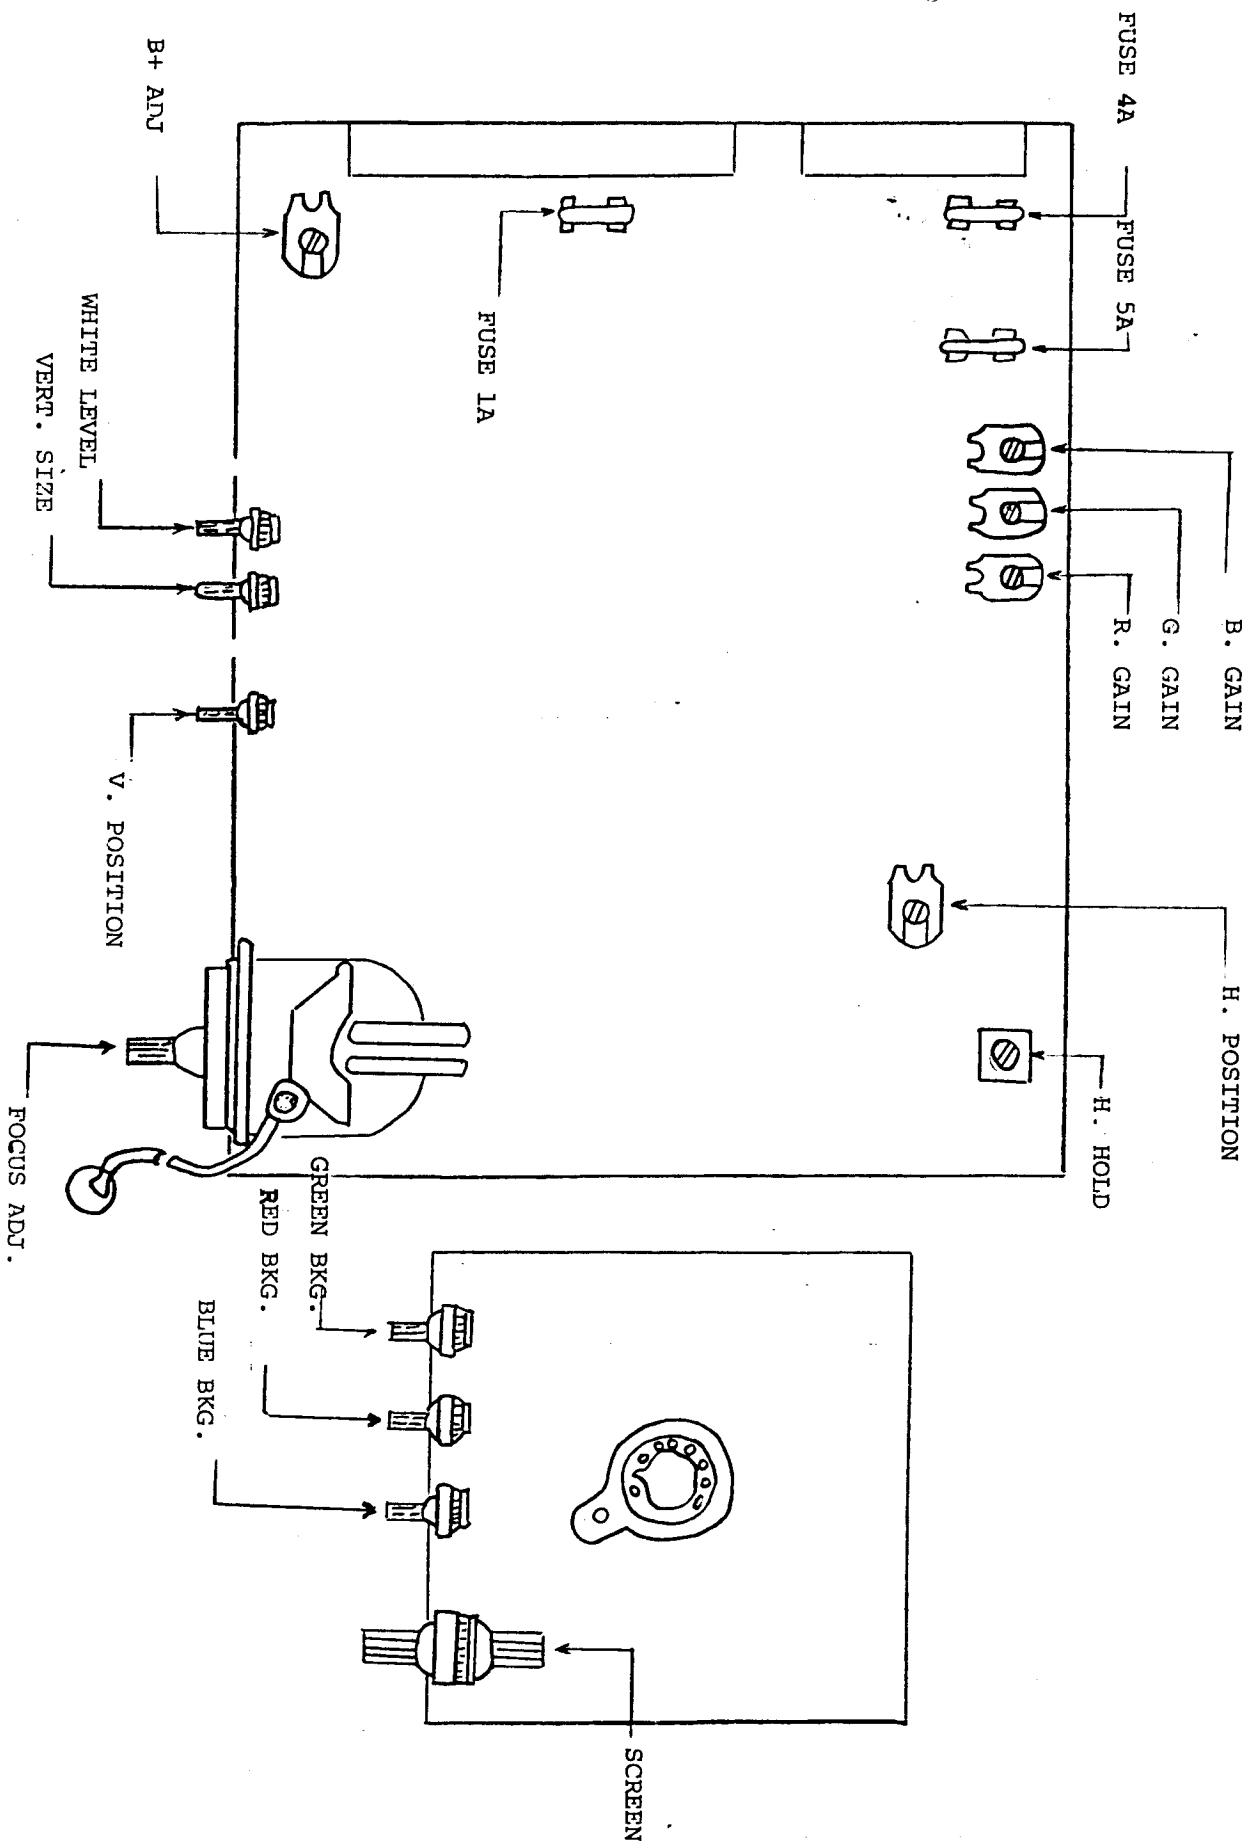 FUSE 4A
FUSE 5A
B. GAIN
G. GAIN
R. GAIN
H. POSITION
H. HOLD
B+ ADJ
FUSE 1A
WHITE LEVEL
VERT. SIZE
V. POSITION
FOCUS ADJ.
GREEN BKG.
RED BKG.
BLUE BKG.
SCREEN